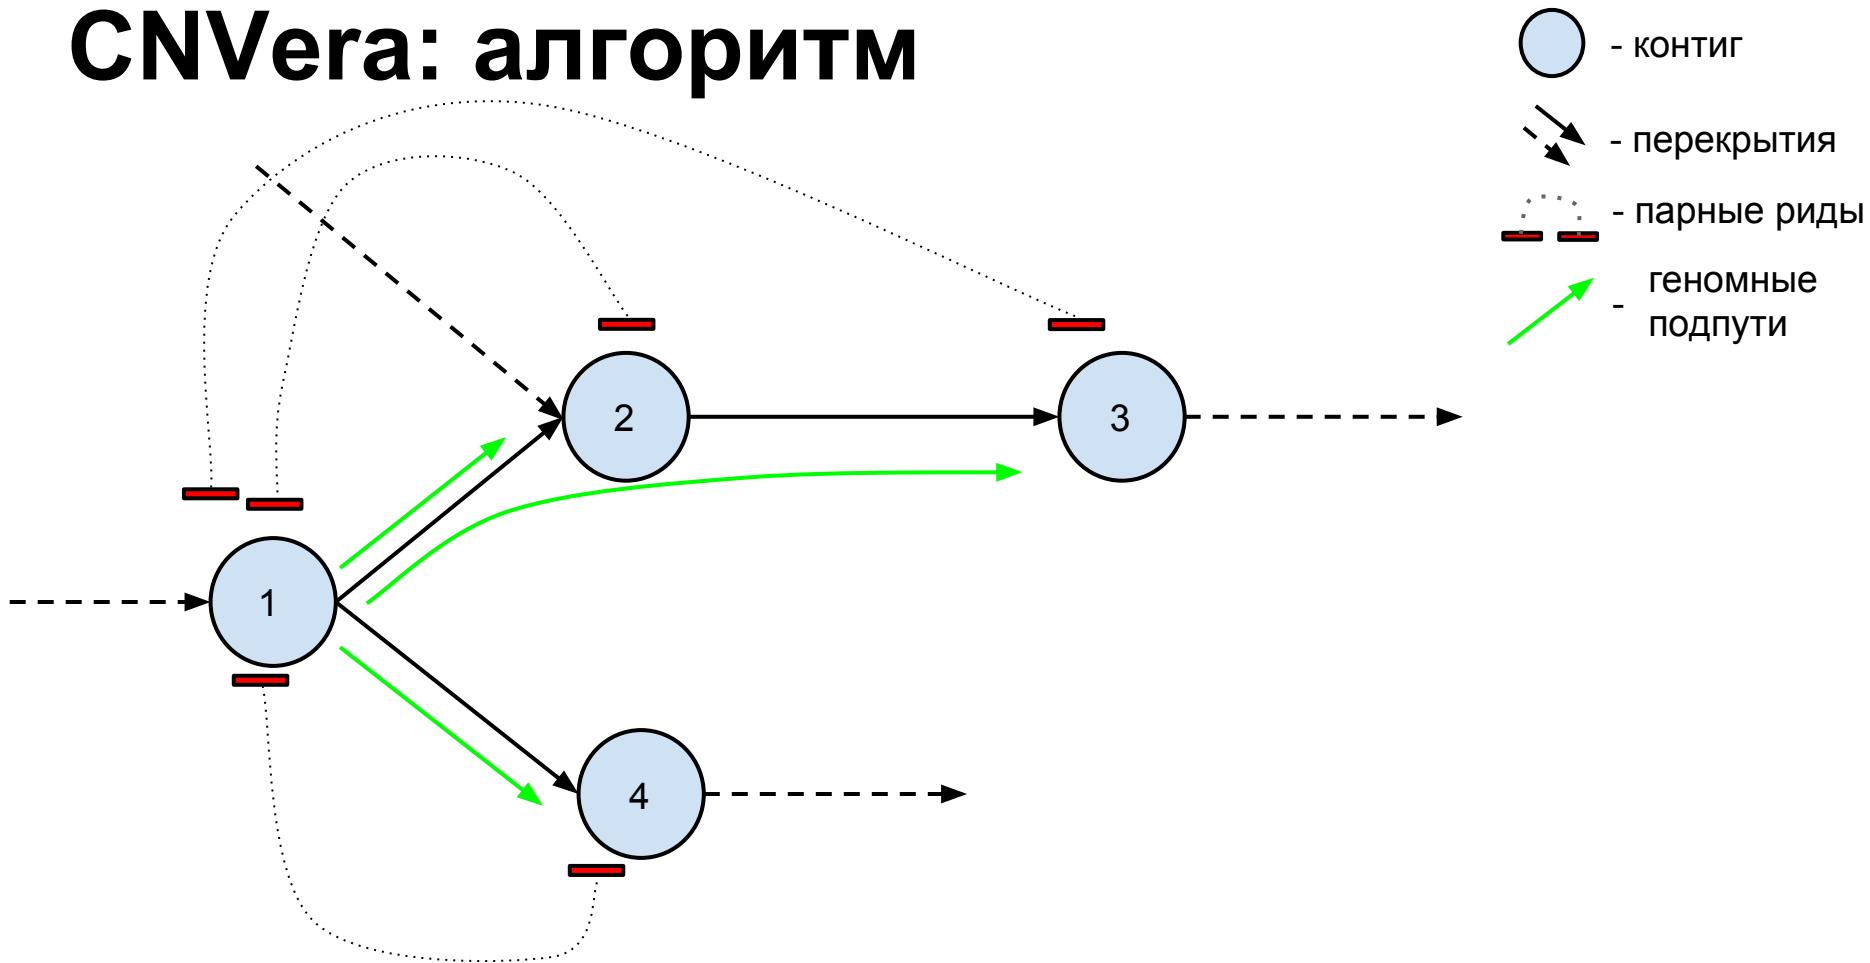 CNVera: алгоритм
- контиг
- перекрытия
- парные риды
- геномные
подпути
2
3
1
4